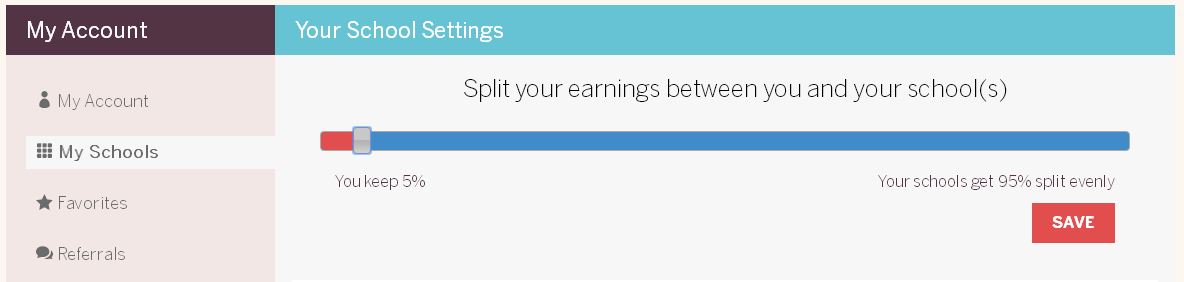 My Account
Your School Settings
Split your earnings between you and your school(s)
My Account
My Schools
You keep 5%
Your schools get 95% split evenly
Favorites
SAVE
Referrals